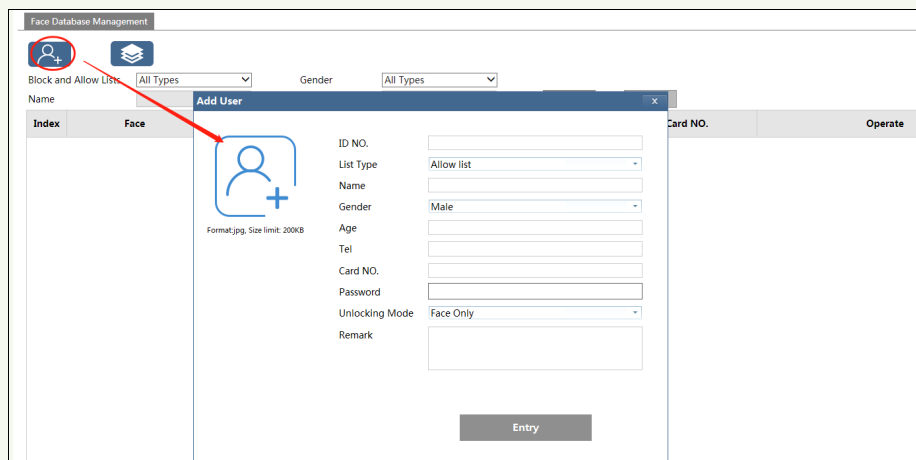 Face Database Management
Block and Allow Lists All Types Gender All Types
Name
Add User x
Index Face Card NO. Operate
ID NO.
List Type Allow list
Name
Gender Male
Format:jpg, Size limit: 200KB Age
Tel
Card NO.
Password
Unlocking Mode Face Only
Remark
Entry